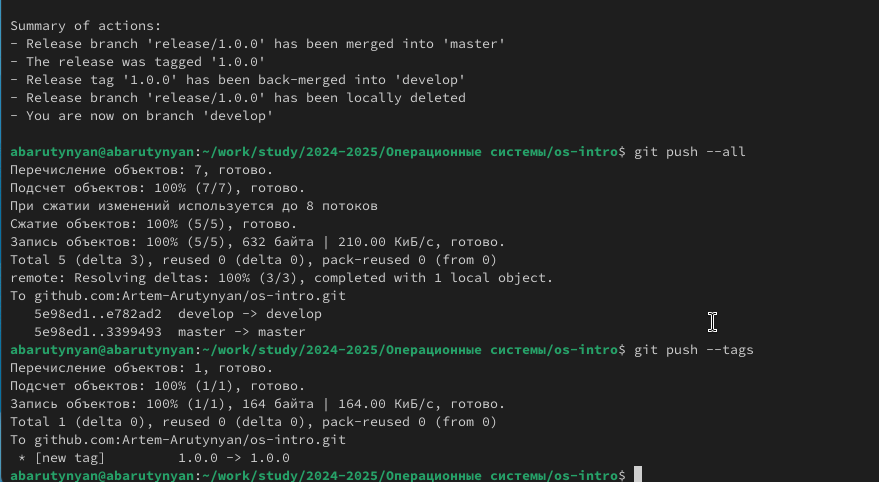 Summary of actions:
- Release branch 'release/1.0.0' has been merged into 'master'
- The release was tagged '1.0.0'
- Release tag '1.0.0' has been back-merged into 'develop'
- Release branch 'release/1.0.0' has been locally deleted
- You are now on branch 'develop'
abarutynyan@abarutynyan:~/work/study/2024-2025/Операционные системы/os-intro$ git push --all
Перечисление объектов: 7, готово.
Подсчет объектов: 100% (7/7), готово.
При сжатии изменений используется до 8 потоков
Сжатие объектов: 100% (5/5), готово.
Запись объектов: 100% (5/5), 632 байта | 210.00 КиБ/с, готово.
Total 5 (delta 3), reused 0 (delta 0), pack-reused 0 (from 0)
remote: Resolving deltas: 100% (3/3), completed with 1 local object.
To github.com:Artem-Arutynyan/os-intro.git
   5e98ed1..e782ad2  develop -> develop
   5e98ed1..3399493  master -> master
abarutynyan@abarutynyan:~/work/study/2024-2025/Операционные системы/os-intro$ git push --tags
Перечисление объектов: 1, готово.
Подсчет объектов: 100% (1/1), готово.
Запись объектов: 100% (1/1), 164 байта | 164.00 КиБ/с, готово.
Total 1 (delta 0), reused 0 (delta 0), pack-reused 0 (from 0)
To github.com:Artem-Arutynyan/os-intro.git
 * [new tag]         1.0.0 -> 1.0.0
abarutynyan@abarutynyan:~/work/study/2024-2025/Операционные системы/os-intro$